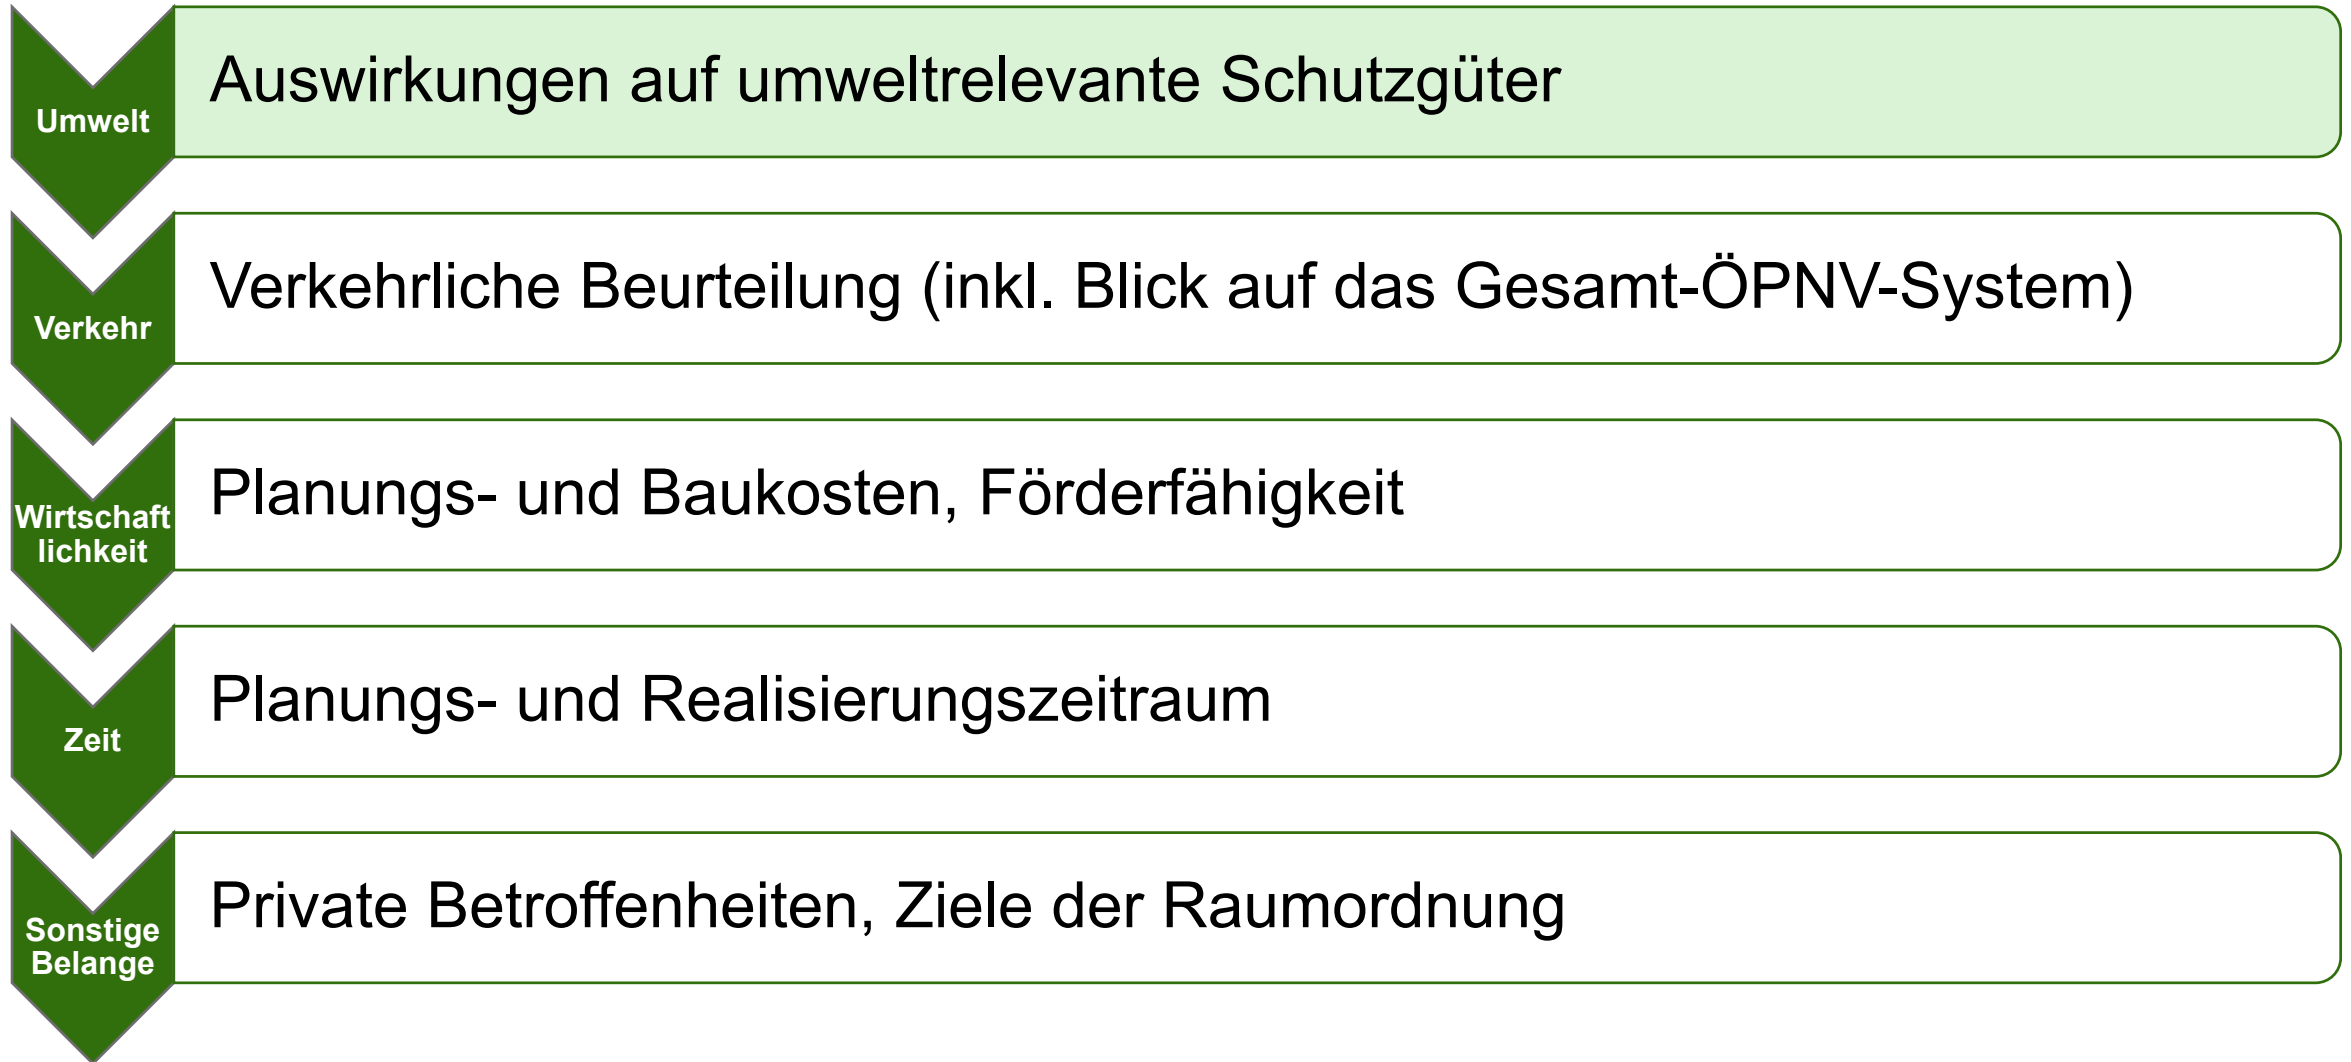 Umwelt
Auswirkungen auf umweltrelevante Schutzgüter
Verkehr
Verkehrliche Beurteilung (inkl. Blick auf das Gesamt-ÖPNV-System)
Wirtschaft
lichkeit
Planungs- und Baukosten, Förderfähigkeit
Zeit
Planungs- und Realisierungszeitraum
Sonstige
Belange
Private Betroffenheiten, Ziele der Raumordnung